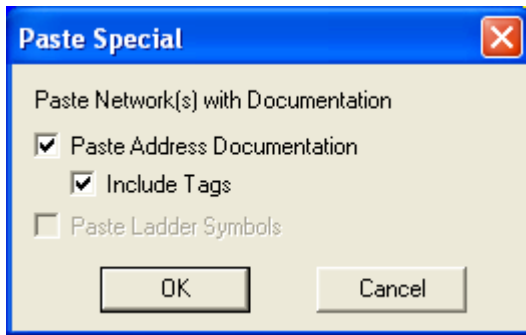 Paste Special
Paste Network(s) with Documentation
Paste Address Documentation
Include Tags
Paste Ladder Symbols
OK Cancel